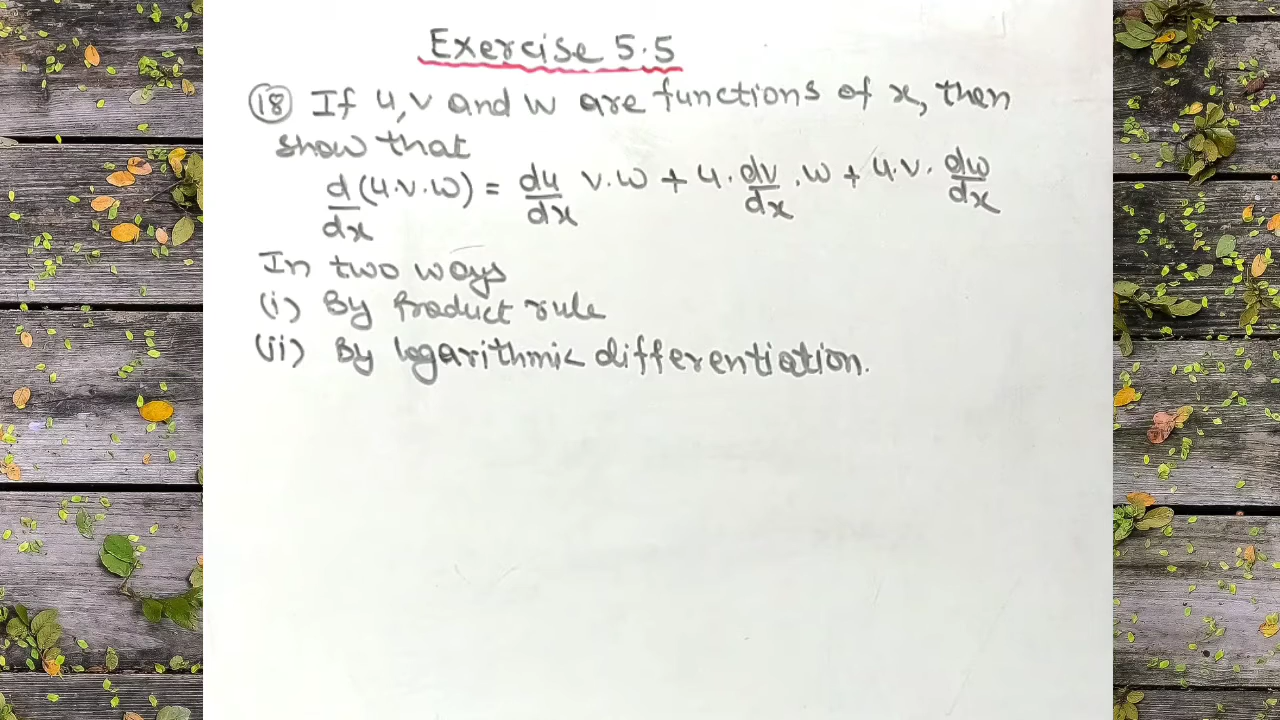 Exercise 5.5
(18) If u, v and w are functions of x, then
show that
d/dx (u.v.w) = du/dx v.w + u. dv/dx .w + u.v. dw/dx
In two ways
(i) By Product rule
(ii) By logarithmic differentiation.